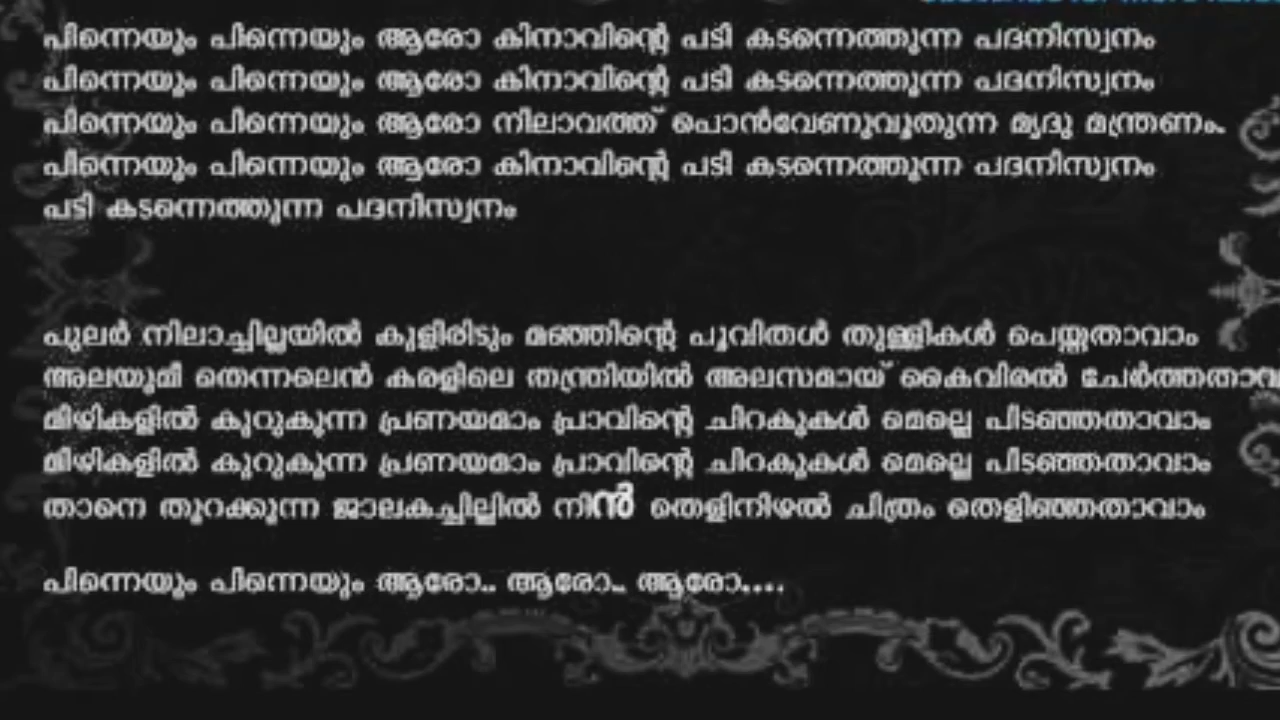 പിന്നെയും പിന്നെയും ആരോ കിനാവിന്റെ പടി കടന്നെത്തുന്ന പദനിസ്വനം
പിന്നെയും പിന്നെയും ആരോ കിനാവിന്റെ പടി കടന്നെത്തുന്ന പദനിസ്വനം
പിന്നെയും പിന്നെയും ആരോ നിലാവത്ത് പൊൻവേണുവൂതുന്ന മൃദു മന്ത്രണം.
പിന്നെയും പിന്നെയും ആരോ കിനാവിന്റെ പടി കടന്നെത്തുന്ന പദനിസ്വനം
പടി കടന്നെത്തുന്ന പദനിസ്വനം
പുലർ നിലാച്ചില്ലയിൽ കുളിരിടും മഞ്ഞിന്റെ പൂവിതൾ തുള്ളികൾ പെയ്തതാവാം
അലയുമീ തെന്നലെൻ കരളിലെ തന്ത്രിയിൽ അലസമായ് കൈവിരൽ
മിഴികളിൽ കുറുകുന്ന പ്രണയമാം പ്രാവിന്റെ ചിറകുകൾ മെല്ലെ പിടഞ്ഞതാവാം
മിഴികളിൽ കുറുകുന്ന പ്രണയമാം പ്രാവിന്റെ ചിറകുകൾ മെല്ലെ പിടഞ്ഞതാവാം
താനെ തുറക്കുന്ന ജാലകച്ചില്ലിൽ നിൻ തെളിനിഴൽ ചിത്രം തെളിഞ്ഞതാവാം
പിന്നെയും പിന്നെയും ആരോ.. ആരോ.. ആരോ....